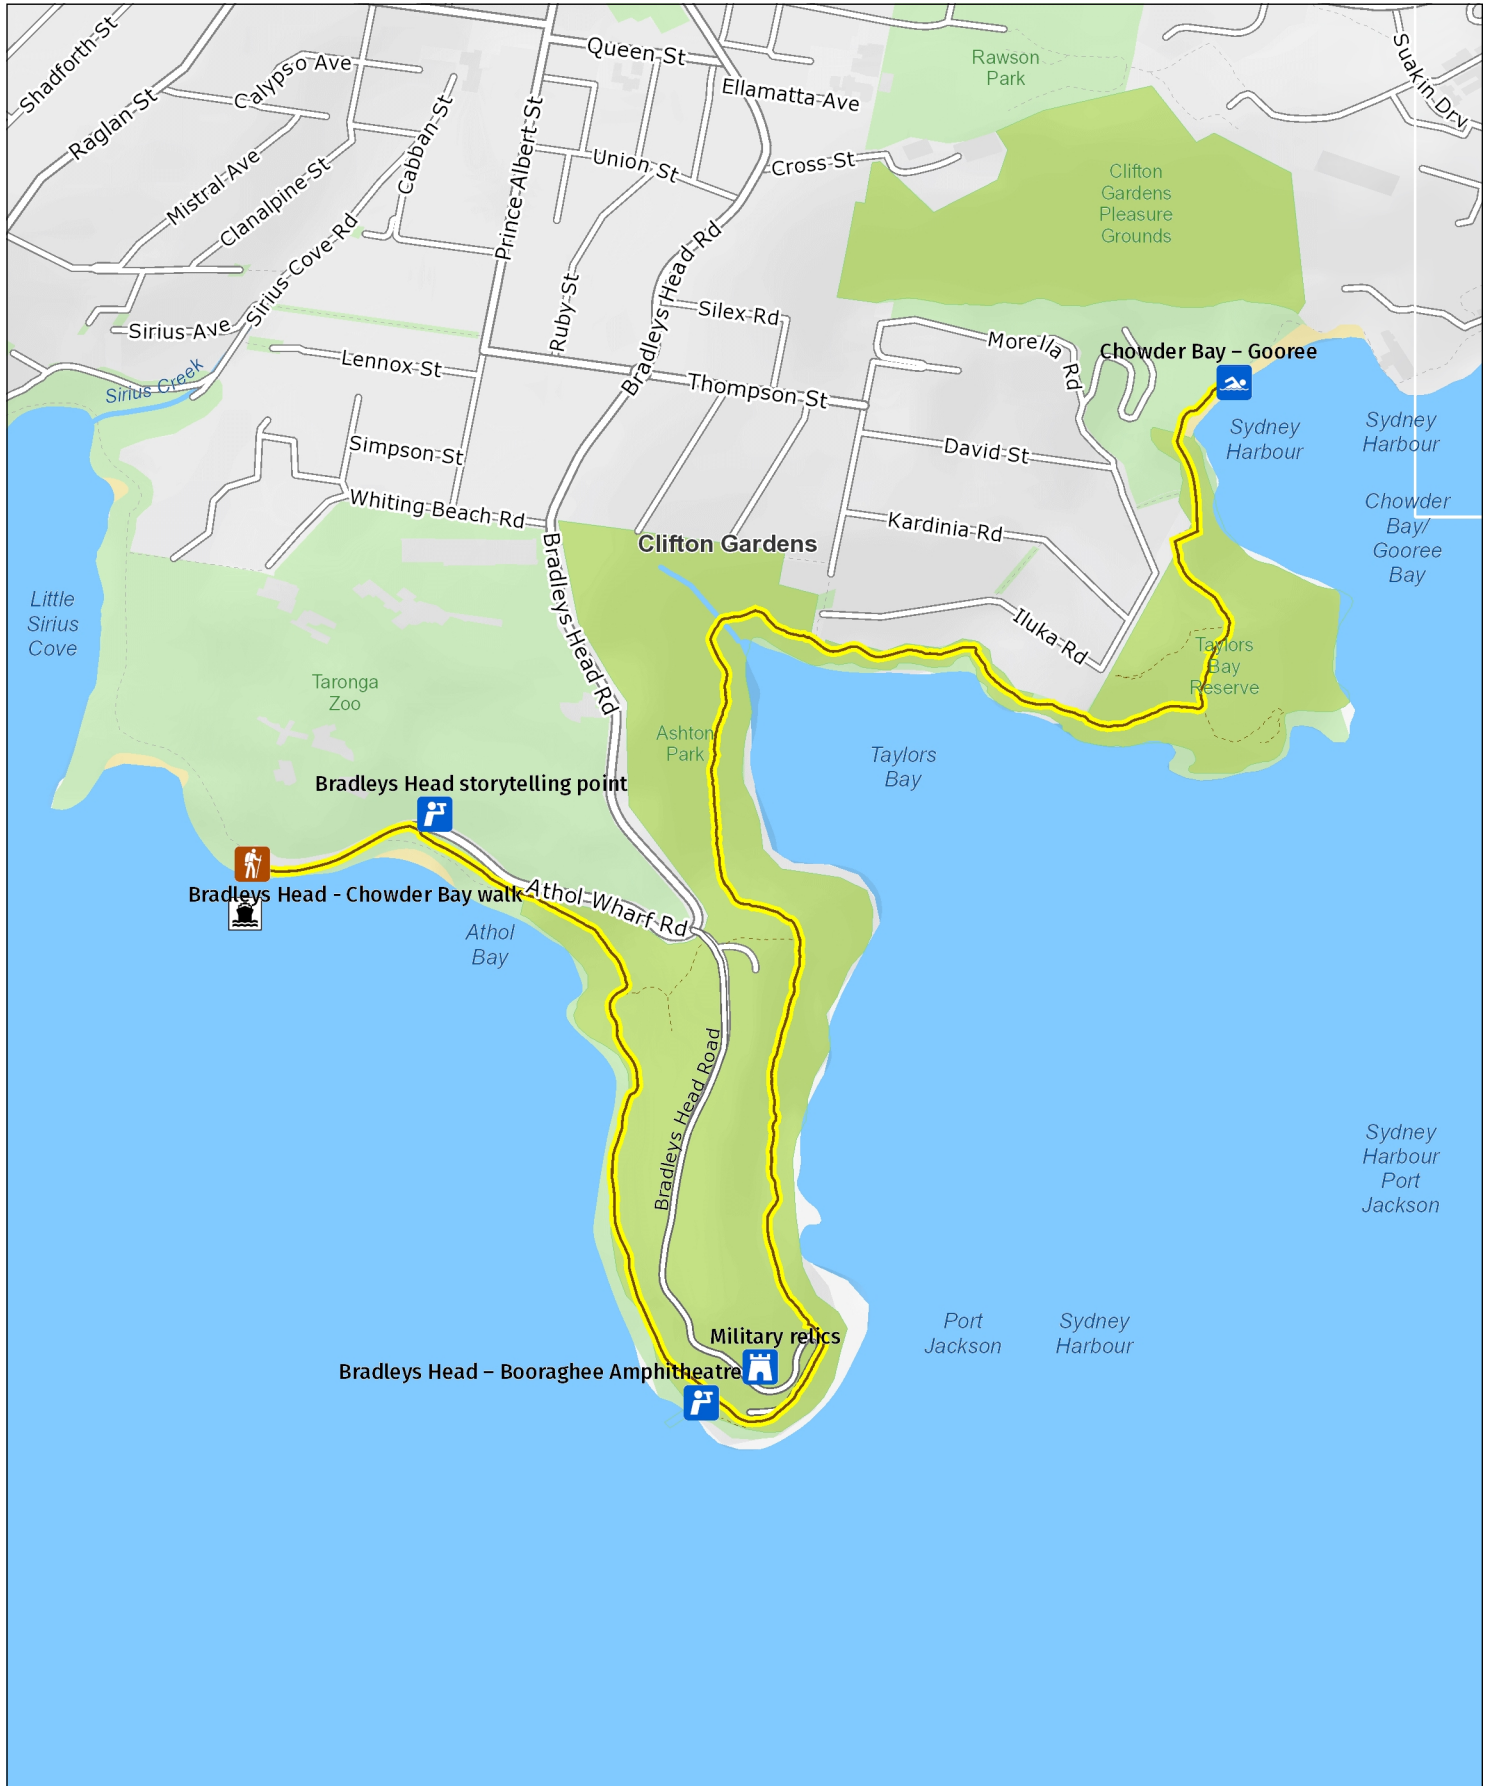 Shadforth-St
Raglan-St
Calypso Ave
Queen St
Ellamatta Ave
Rawson
Park
Suakin-Drv
Mistral Ave
Clanalpine-St
Cabban-St
Prince-Albert-St
Union St
Cross-St
Clifton
Gardens
Pleasure
Grounds
Sirius-Cove-Rd
Sirius-Ave
Ruby-St
Bradleys-Head-Rd
Silex-Rd
Morella Rd
Chowder Bay – Gooree
Sirius Creek
Lennox-St
Thompson-St
Sydney
Harbour
Sydney
Harbour
Simpson-St
David-St
Whiting-Beach-Rd
Kardinia-Rd
Chowder
Bay/
Gooree
Bay
Clifton Gardens
Bradleys-Head-Rd
Little
Sirius
Cove
Iluka-Rd
Taylors
Bay
Reserve
Taronga
Zoo
Ashton
Park
Taylors
Bay
Bradleys Head storytelling point
Bradleys Head - Chowder Bay walk
Athol-Wharf-Rd
Athol
Bay
Bradleys Head Road
Sydney
Harbour
Port
Jackson
Port
Jackson
Sydney
Harbour
Military relics
Bradleys Head – Booraghee Amphitheatre